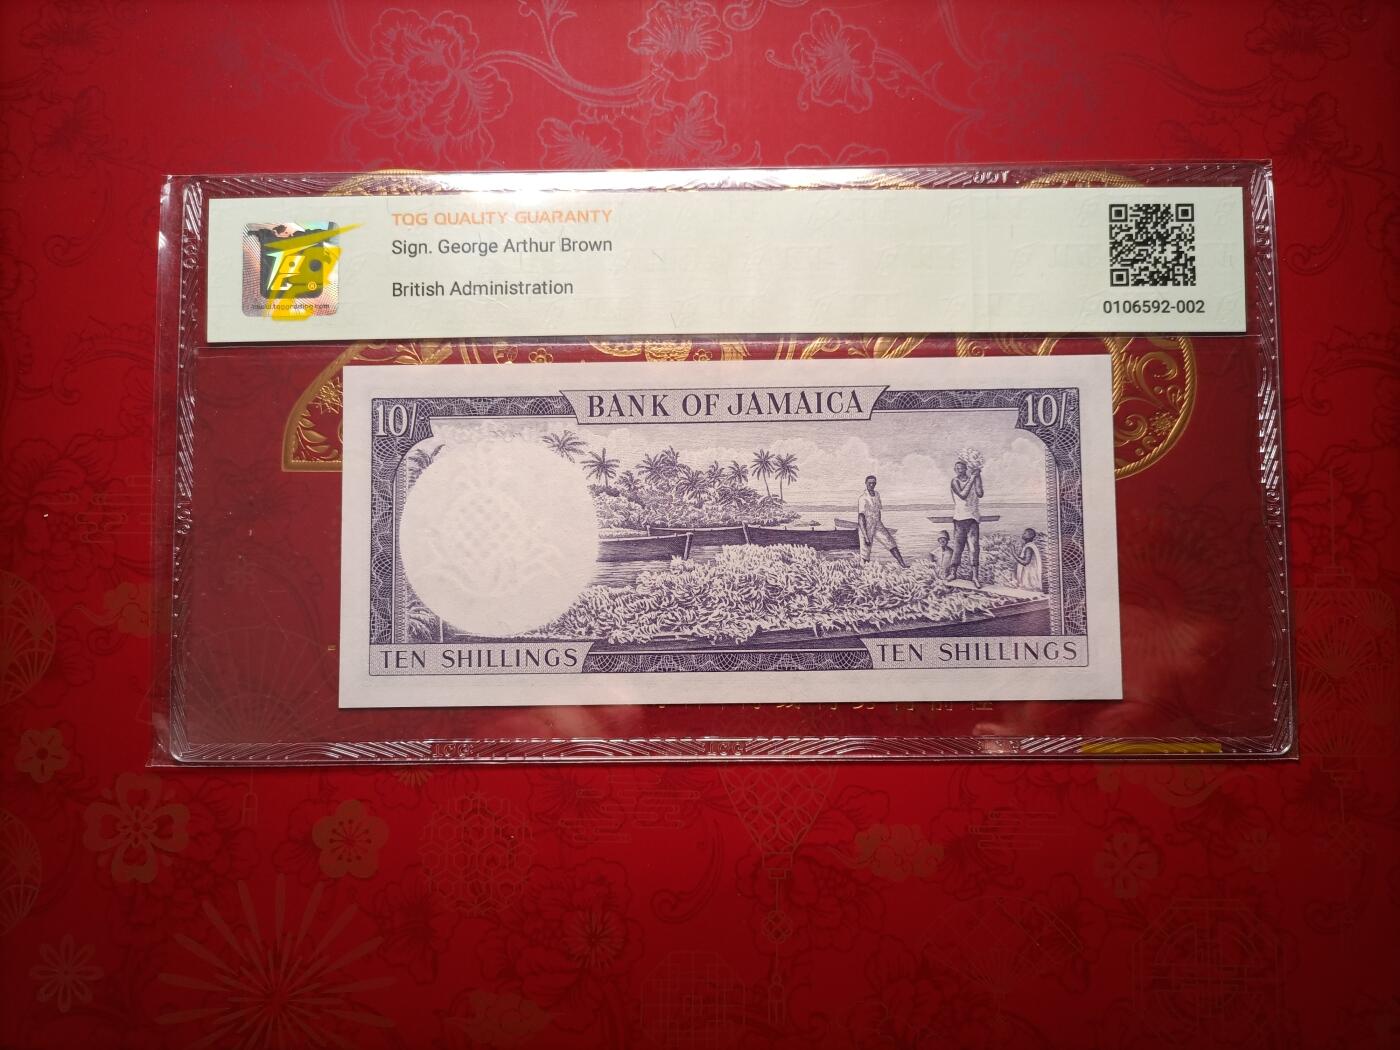 TQG QUALITY GUARANTY
Sign. George Arthur Brown
British Administration
0106592-002
10/
BANK OF JAMAICA
10/
TEN SHILLINGS
TEN SHILLINGS